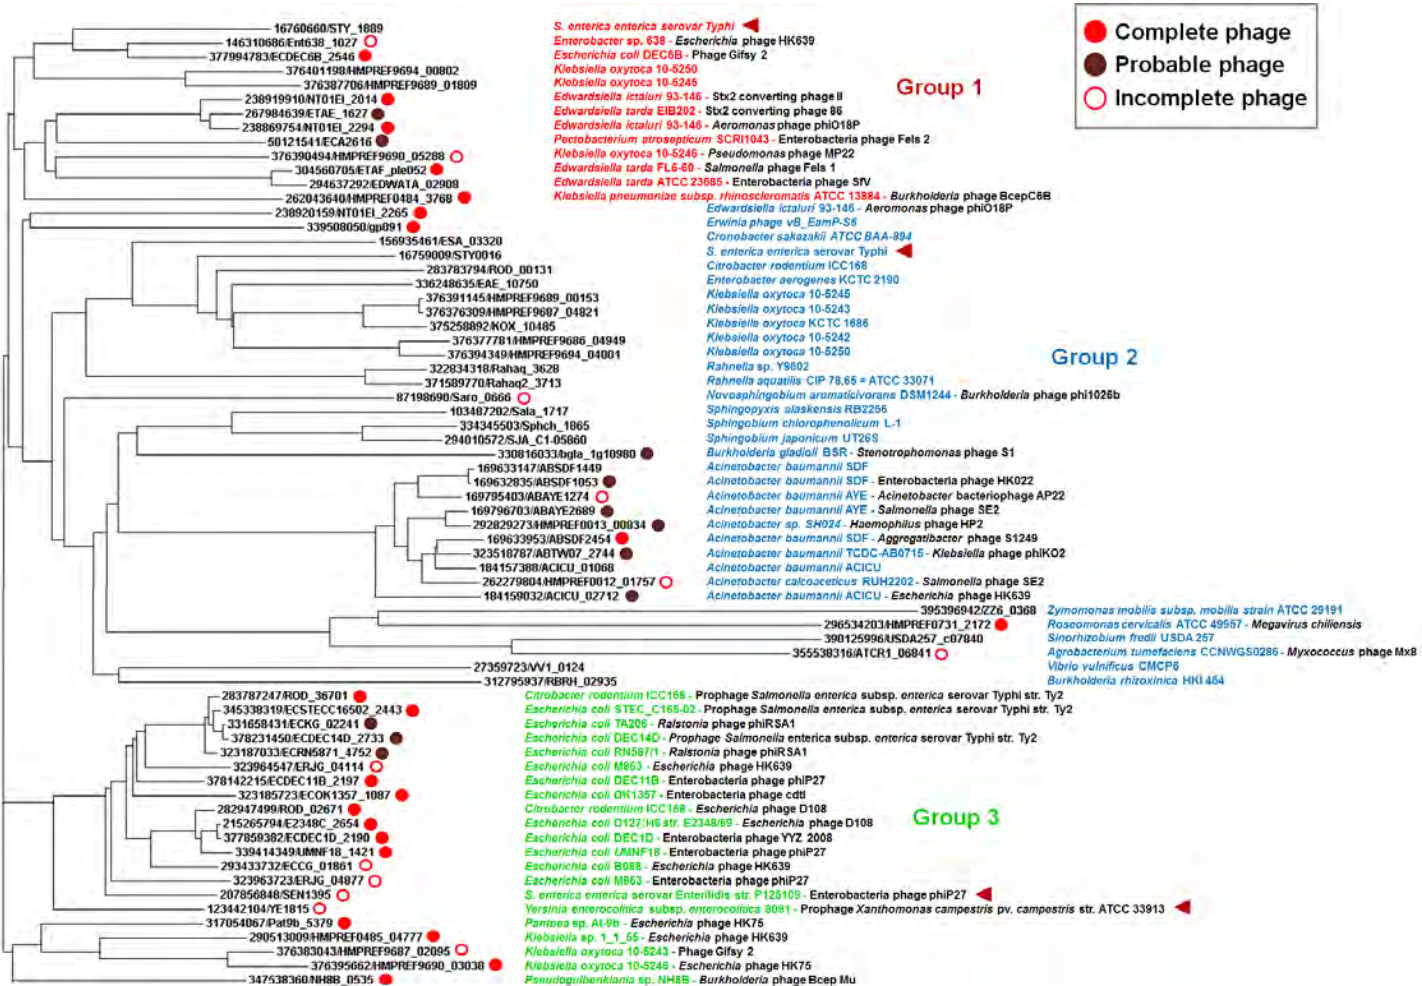 16760660/STY_1889 S. enterica enterica serovar Typhi
146310686/Ent638_1027 Enterobacter sp. 638 - Escherichia phage HK639
377994783/ECDEC6B_2546 Escherichia coli DEC6B - Phage Gifsy 2
376401198/HMPREF9694_00802 Klebsiella oxytoca 10-5250
376387706/HMPREF9689_01809 Klebsiella oxytoca 10-5245
238919910/NT01EI_2014 Edwardsiella ictaluri 93-146 - Stx2 converting phage II
267984639/ETAE_1627 Edwardsiella tarda EIB202 - Stx2 converting phage 86
238869754/NT01EI_2294 Edwardsiella ictaluri 93-146 - Aeromonas phage phiO18P
50121541/ECA2616 Pectobacterium atrosepticum SCRI1043 - Enterobacteria phage Fels 2
376390494/HMPREF9690_05288 Klebsiella oxytoca 10-5246 - Pseudomonas phage MP22
304560705/ETAF_ple052 Edwardsiella tarda FL6-60 - Salmonella phage Fels 1
294637292/EDWATA_02908 Edwardsiella tarda ATCC 23685 - Enterobacteria phage SfV
262043640/HMPREF0484_3768 Klebsiella pneumoniae subsp. rhinoscleromatis ATCC 13884 - Burkholderia phage BcepC6B
Group 1
Complete phage
Probable phage
Incomplete phage
238920159/NT01EI_2265 Edwardsiella ictaluri 93-146 - Aeromonas phage phiO18P
339508050/gp091 Erwinia phage vB_EamP-S6
156935461/ESA_03320 Cronobacter sakazakii ATCC BAA-894
16759009/STY0016 S. enterica enterica serovar Typhi
283783794/ROD_00131 Citrobacter rodentium ICC168
336248635/EAE_10750 Enterobacter aerogenes KCTC 2190
376391145/HMPREF9689_00153 Klebsiella oxytoca 10-5245
376376309/HMPREF9687_04821 Klebsiella oxytoca 10-5243
375258892/KOX_10485 Klebsiella oxytoca KCTC 1686
376377781/HMPREF9686_04949 Klebsiella oxytoca 10-5242
376394349/HMPREF9694_04001 Klebsiella oxytoca 10-5250
322834318/Rahaq_3628 Rahnella sp. Y9602
371589770/Rahaq2_3713 Rahnella aquatilis CIP 78.65 = ATCC 33071
87198690/Saro_0666 Novosphingobium aromaticivorans DSM1244 - Burkholderia phage phi1026b
103487202/Sala_1717 Sphingopyxis alaskensis RB2256
334345503/Sphch_1865 Sphingobium chlorophenolicum L-1
294010572/SJA_C1-05860 Sphingobium japonicum UT26S
330816033/bgla_1g10980 Burkholderia gladioli BSR - Stenotrophomonas phage S1
169633147/ABSDF1449 Acinetobacter baumannii SDF
169632835/ABSDF1053 Acinetobacter baumannii SDF - Enterobacteria phage HK022
169795403/ABAYE1274 Acinetobacter baumannii AYE - Acinetobacter bacteriophage AP22
169796703/ABAYE2689 Acinetobacter baumannii AYE - Salmonella phage SE2
292829273/HMPREF0013_00834 Acinetobacter sp. SH024 - Haemophilus phage HP2
169633953/ABSDF2454 Acinetobacter baumannii SDF - Aggregatibacter phage S1249
323518787/ABTW07_2744 Acinetobacter baumannii TCDC-AB0715 - Klebsiella phage phiKO2
184157388/ACICU_01068 Acinetobacter baumannii ACICU
262279804/HMPREF0012_01757 Acinetobacter calcoaceticus RUH2202 - Salmonella phage SE2
184159032/ACICU_02712 Acinetobacter baumannii ACICU - Escherichia phage HK639
395396942/ZZ6_0368 Zymomonas mobilis subsp. mobilis strain ATCC 29191
296534203/HMPREF0731_2172 Roseomonas cervicalis ATCC 49957 - Megavirus chiliensis
390125996/USDA257_c07840 Sinorhizobium fredii USDA 257
355538316/ATCR1_06841 Agrobacterium tumefaciens CCNWGS0286 - Myxococcus phage Mx8
27359723/VV1_0124 Vibrio vulnificus CMCP6
312795937/RBRH_02935 Burkholderia rhizoxinica HKI 454
Group 2
283787247/ROD_36701 Citrobacter rodentium ICC168 - Prophage Salmonella enterica subsp. enterica serovar Typhi str. Ty2
345338319/ECSTECC16502_2443 Escherichia coli STEC_C165-02 - Prophage Salmonella enterica subsp. enterica serovar Typhi str. Ty2
331658431/ECKG_02241 Escherichia coli TA206 - Ralstonia phage phiRSA1
378231450/ECDEC14D_2733 Escherichia coli DEC14D - Prophage Salmonella enterica subsp. enterica serovar Typhi str. Ty2
323187033/ECRN5871_4752 Escherichia coli RN587/1 - Ralstonia phage phiRSA1
323964547/ERJG_04114 Escherichia coli M863 - Escherichia phage HK639
378142215/ECDEC11B_2197 Escherichia coli DEC11B - Enterobacteria phage phiP27
323185723/ECOK1357_1087 Escherichia coli OK1357 - Enterobacteria phage cdtI
282947499/ROD_02671 Citrobacter rodentium ICC168 - Escherichia phage D108
215265794/E2348C_2654 Escherichia coli O127:H6 str. E2348/69 - Escherichia phage D108
377859382/ECDEC1D_2190 Escherichia coli DEC1D - Enterobacteria phage YYZ 2008
339414349/UMNF18_1421 Escherichia coli UMNF18 - Enterobacteria phage phiP27
293433732/ECCG_01861 Escherichia coli B088 - Escherichia phage HK639
323963723/ERJG_04877 Escherichia coli M863 - Enterobacteria phage phiP27
207856848/SEN1395 S. enterica enterica serovar Enteritidis str. P125109 - Enterobacteria phage phiP27
123442104/YE1815 Yersinia enterocolitica subsp. enterocolitica 8081 - Prophage Xanthomonas campestris pv. campestris str. ATCC 33913
317054067/Pat9b_5379 Pantoea sp. At-9b - Escherichia phage HK75
290513009/HMPREF0485_04777 Klebsiella sp. 1_1_55 - Escherichia phage HK639
376383043/HMPREF9687_02095 Klebsiella oxytoca 10-5243 - Phage Gifsy 2
376395662/HMPREF9690_03038 Klebsiella oxytoca 10-5246 - Escherichia phage HK75
347538360/NH8B_0535 Pseudogulbenkiania sp. NH8B - Burkholderia phage Bcep Mu
Group 3